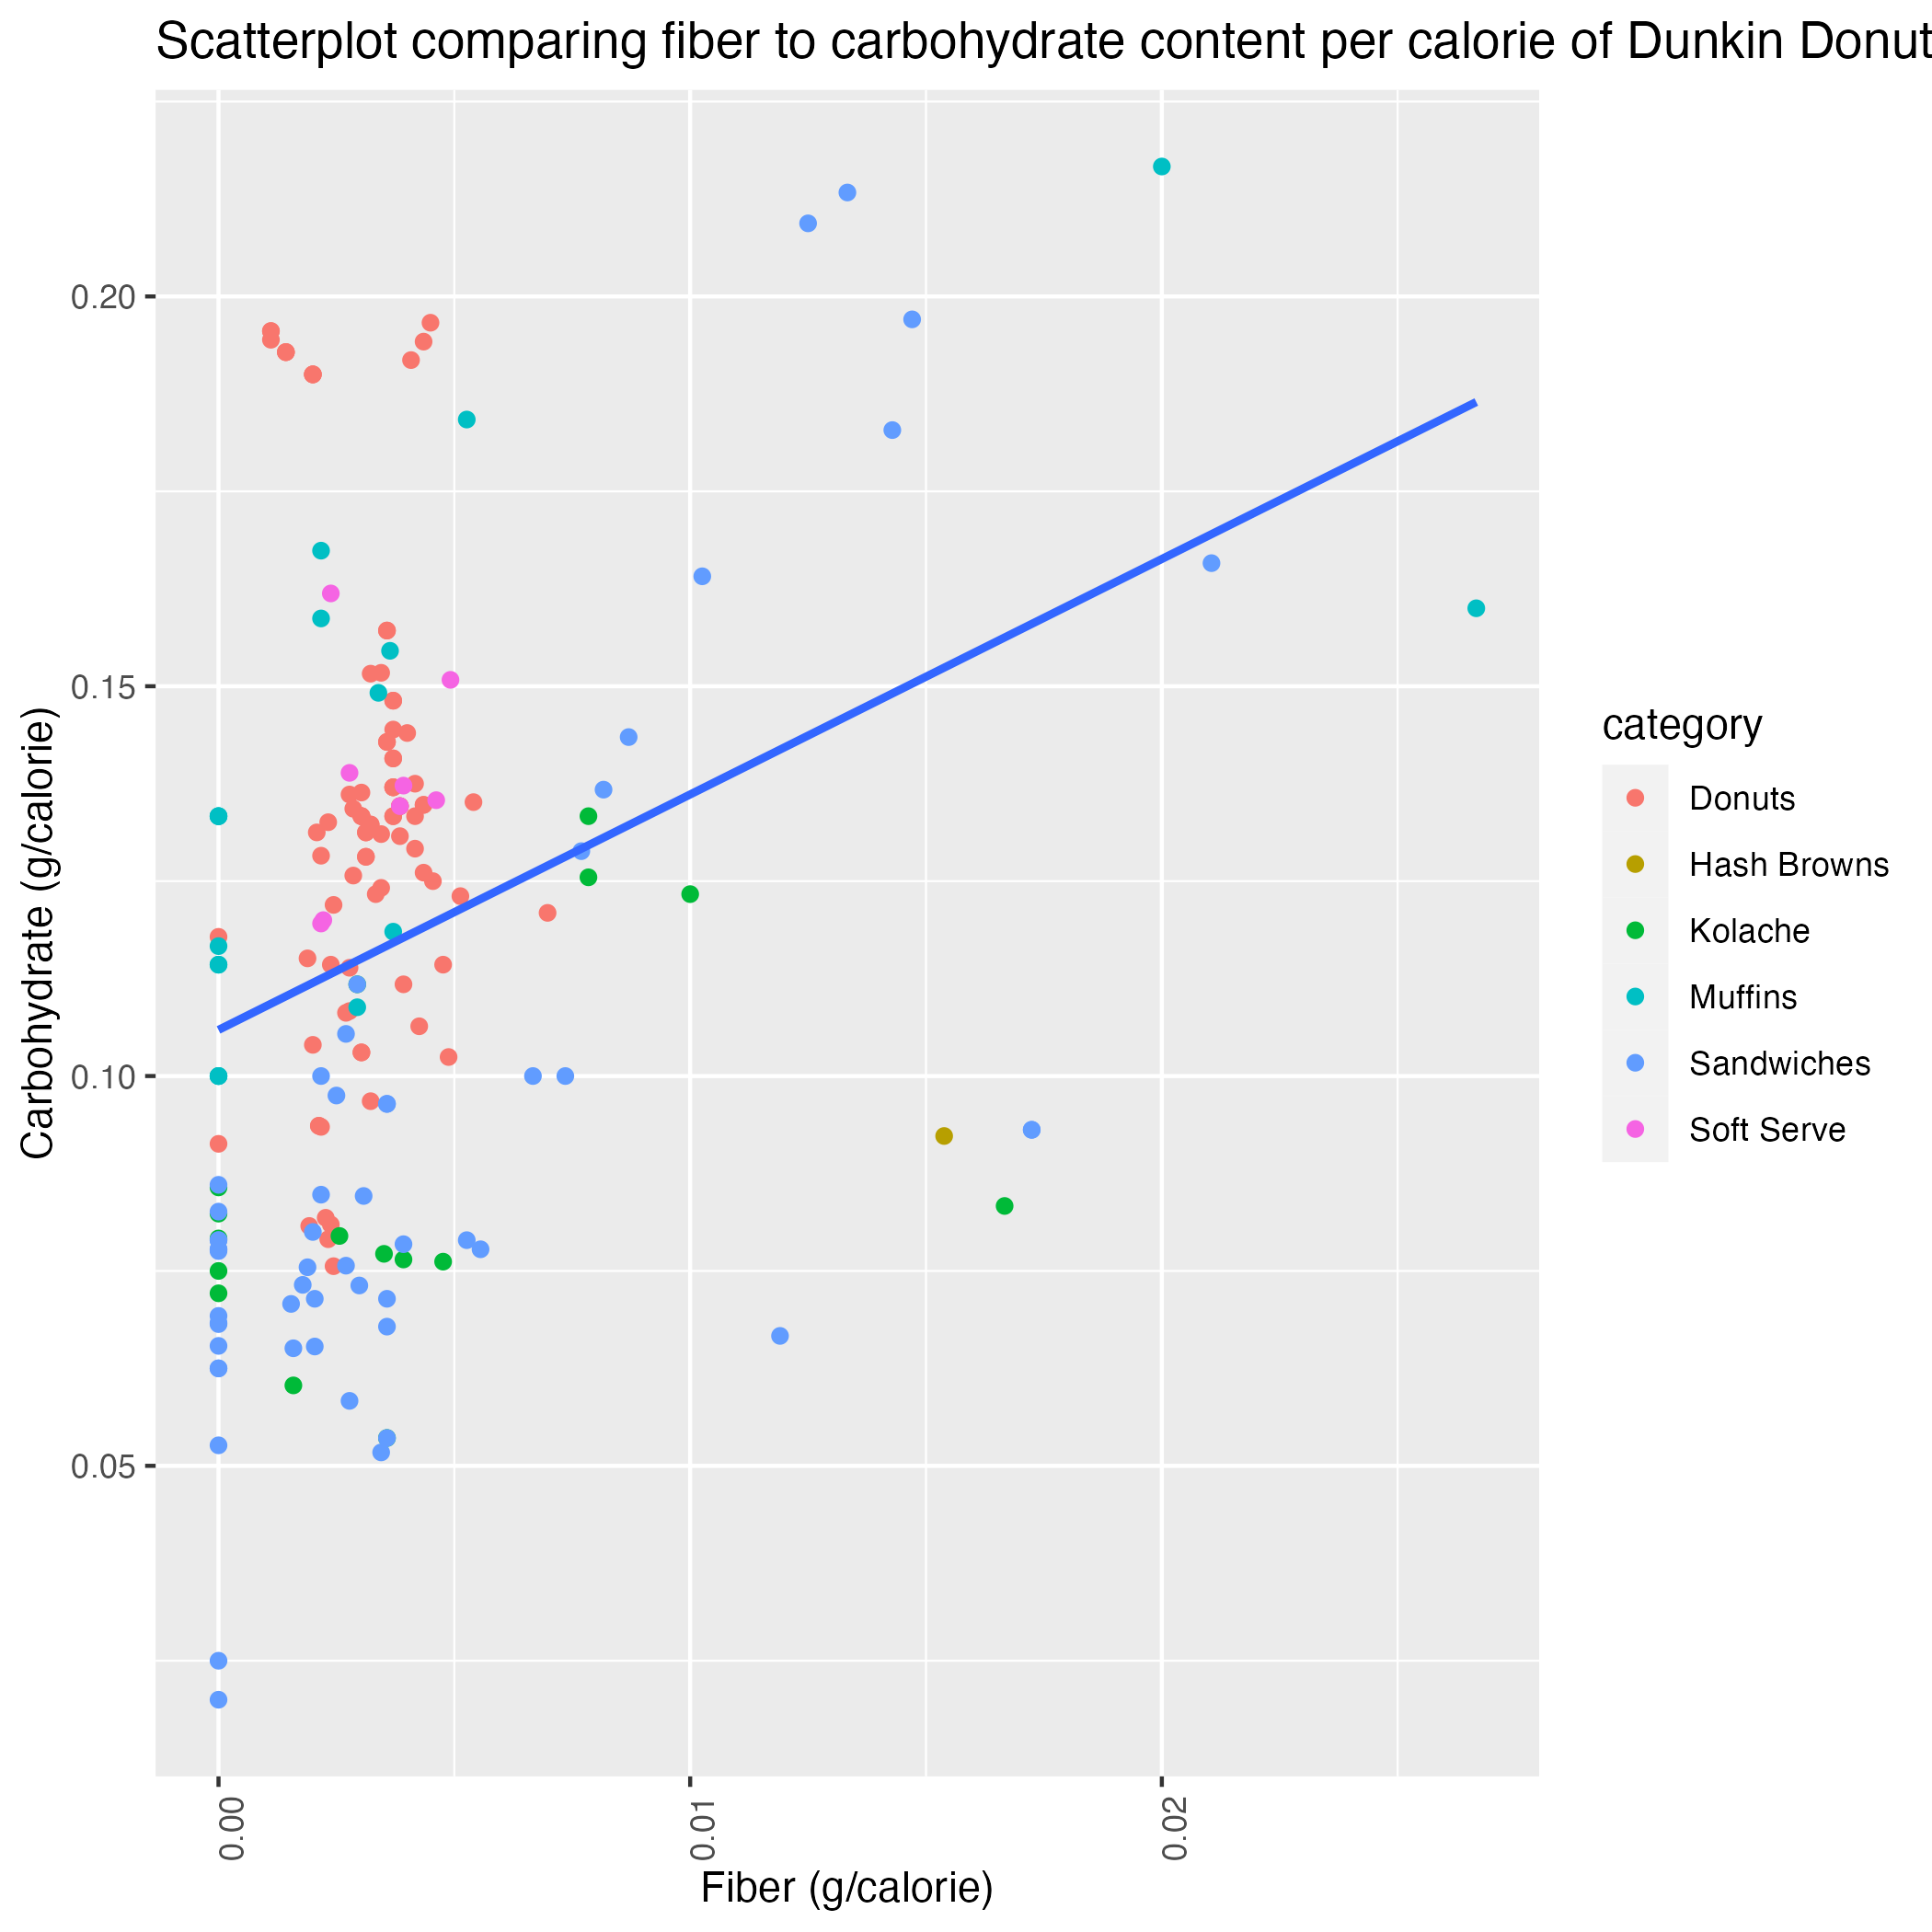 Scatterplot comparing fiber to carbohydrate content per calorie of Dunkin Donut
0.20
0.15
0.10
0.05
Carbohydrate (g/calorie)
0.00
0.01
0.02
Fiber (g/calorie)
category
Donuts
Hash Browns
Kolache
Muffins
Sandwiches
Soft Serve